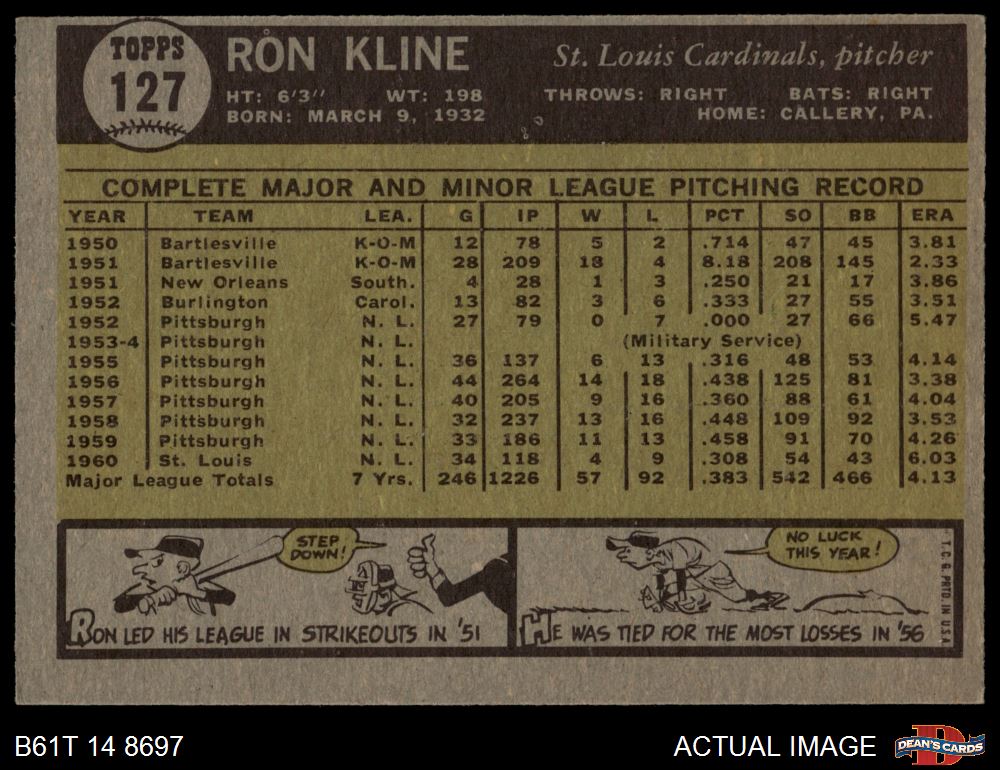 TOPPS
127
RON KLINE
St. Louis Cardinals, pitcher
HT: 6'3" WT: 198 THROWS: RIGHT BATS: RIGHT
BORN: MARCH 9, 1932 HOME: CALLERY, PA.
COMPLETE MAJOR AND MINOR LEAGUE PITCHING RECORD
YEAR TEAM LEA. G IP W L PCT SO BB ERA
1950 Bartlesville K-O-M 12 78 5 2 .714 47 45 3.81
1951 Bartlesville K-O-M 28 209 18 4 8.18 208 145 2.33
1951 New Orleans South. 4 28 1 3 .250 21 17 3.86
1952 Burlington Carol. 13 82 3 6 .333 27 55 3.51
1952 Pittsburgh N. L. 27 79 0 7 .000 27 66 5.47
1953-4 Pittsburgh N. L. (Military Service)
1955 Pittsburgh N. L. 36 137 6 13 .316 48 53 4.14
1956 Pittsburgh N. L. 44 264 14 18 .438 125 81 3.38
1957 Pittsburgh N. L. 40 205 9 16 .360 88 61 4.04
1958 Pittsburgh N. L. 32 237 13 16 .448 109 92 3.53
1959 Pittsburgh N. L. 33 186 11 13 .458 91 70 4.26
1960 St. Louis N. L. 34 118 4 9 .308 54 43 6.03
Major League Totals 7 Yrs. 246 1226 57 92 .383 542 466 4.13
STEP
DOWN!
RON LED HIS LEAGUE IN STRIKEOUTS IN '51
NO LUCK
THIS YEAR!
HE WAS TIED FOR THE MOST LOSSES IN '56
T. C. G. PRTD. IN U.S.A.
B61T 14 8697
ACTUAL IMAGE
D
DEAN'S CARDS